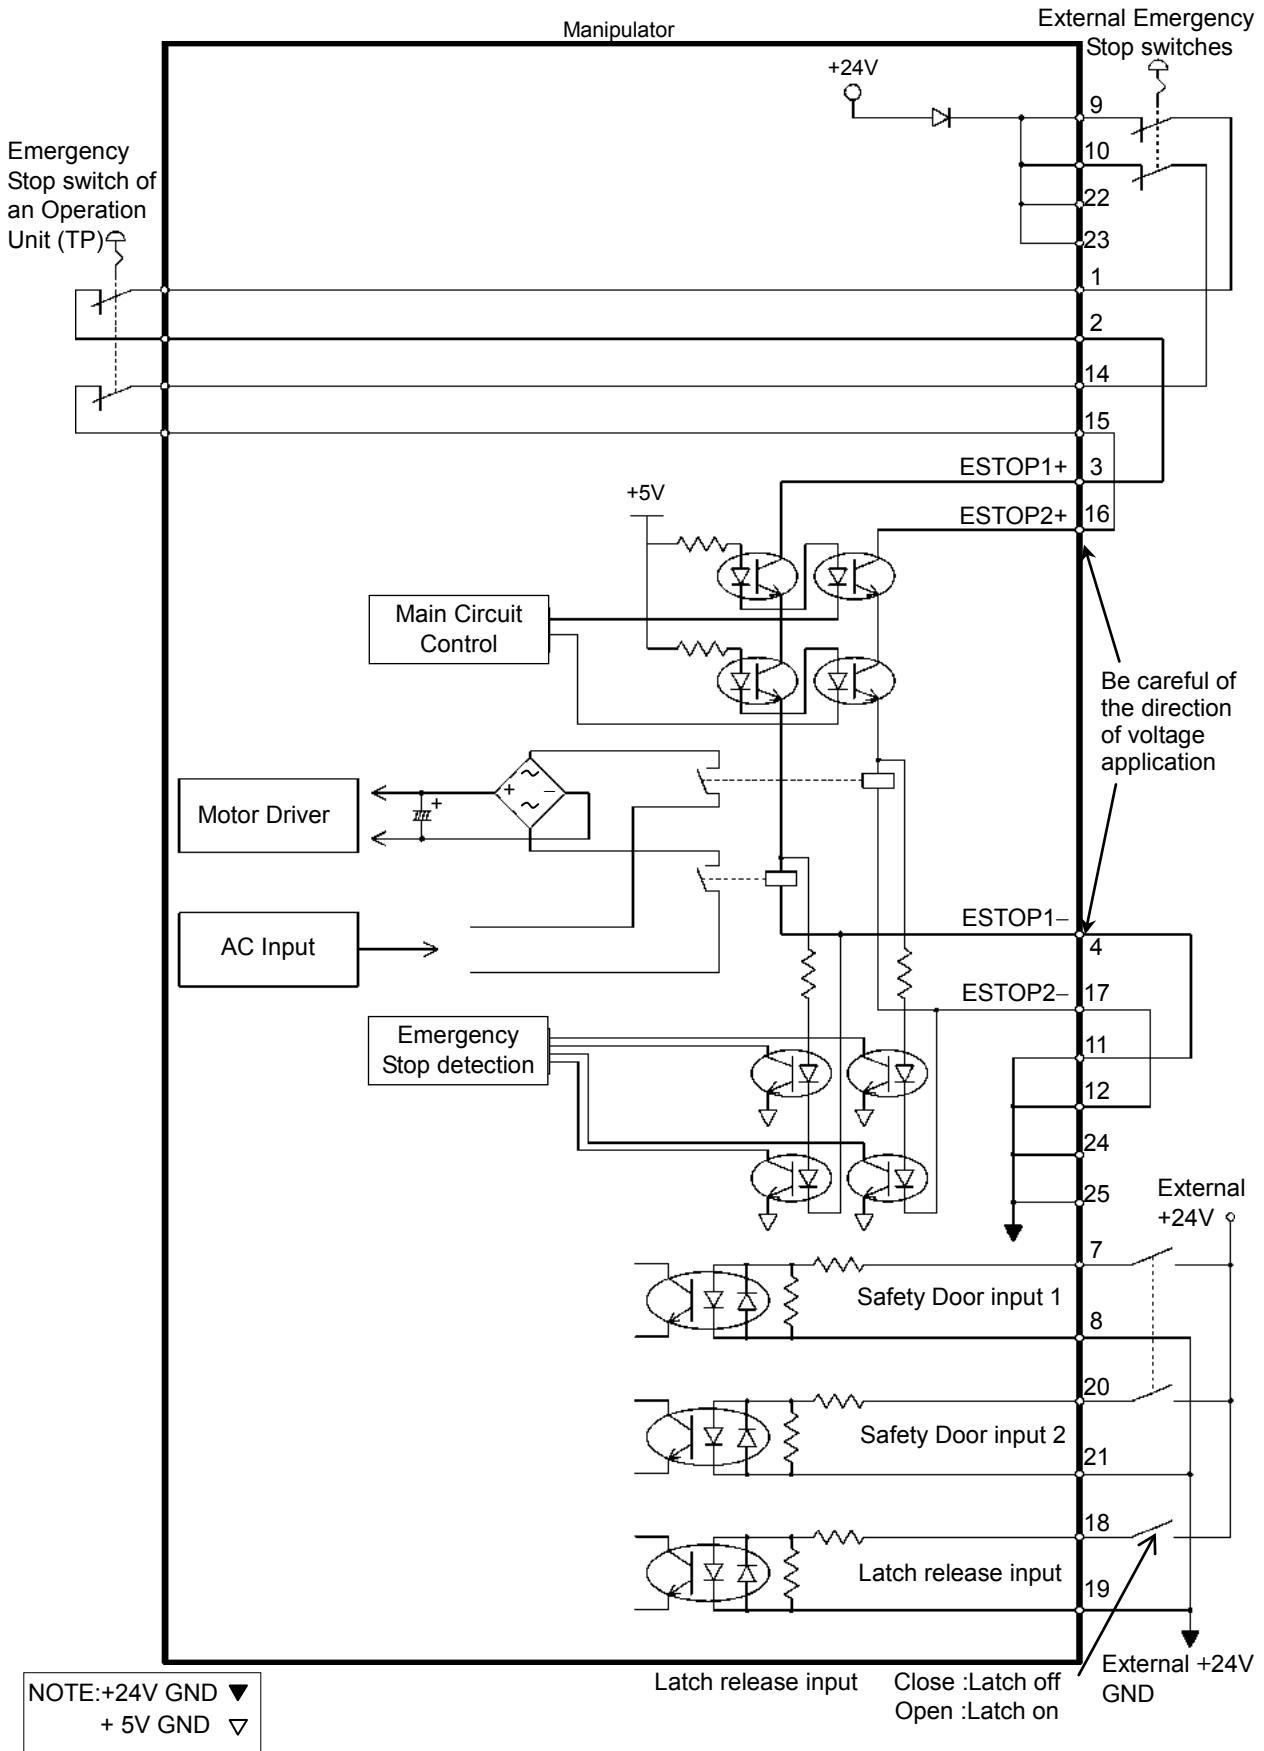 Manipulator
External Emergency
Stop switches
+24V
9
10
22
23
Emergency
Stop switch of
an Operation
Unit (TP)
1
2
14
15
ESTOP1+ 3
ESTOP2+ 16
+5V
Main Circuit
Control
Be careful of
the direction
of voltage
application
Motor Driver
+ −
+
AC Input
ESTOP1−
4
ESTOP2− 17
Emergency
Stop detection
11
12
24
25
External
+24V
7
Safety Door input 1
8
20
Safety Door input 2
21
18
Latch release input
19
External +24V
GND
Latch release input Close :Latch off
Open :Latch on
NOTE:+24V GND ▼
+ 5V GND ▽